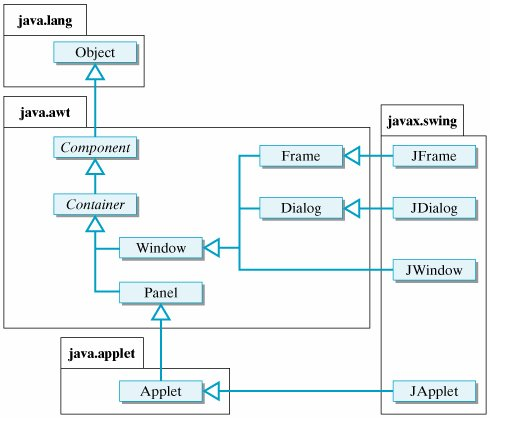 java.lang
Object
java.awt
javax.swing
Component
Frame
JFrame
Container
Dialog
JDialog
Window
JWindow
Panel
java.applet
Applet
JApplet